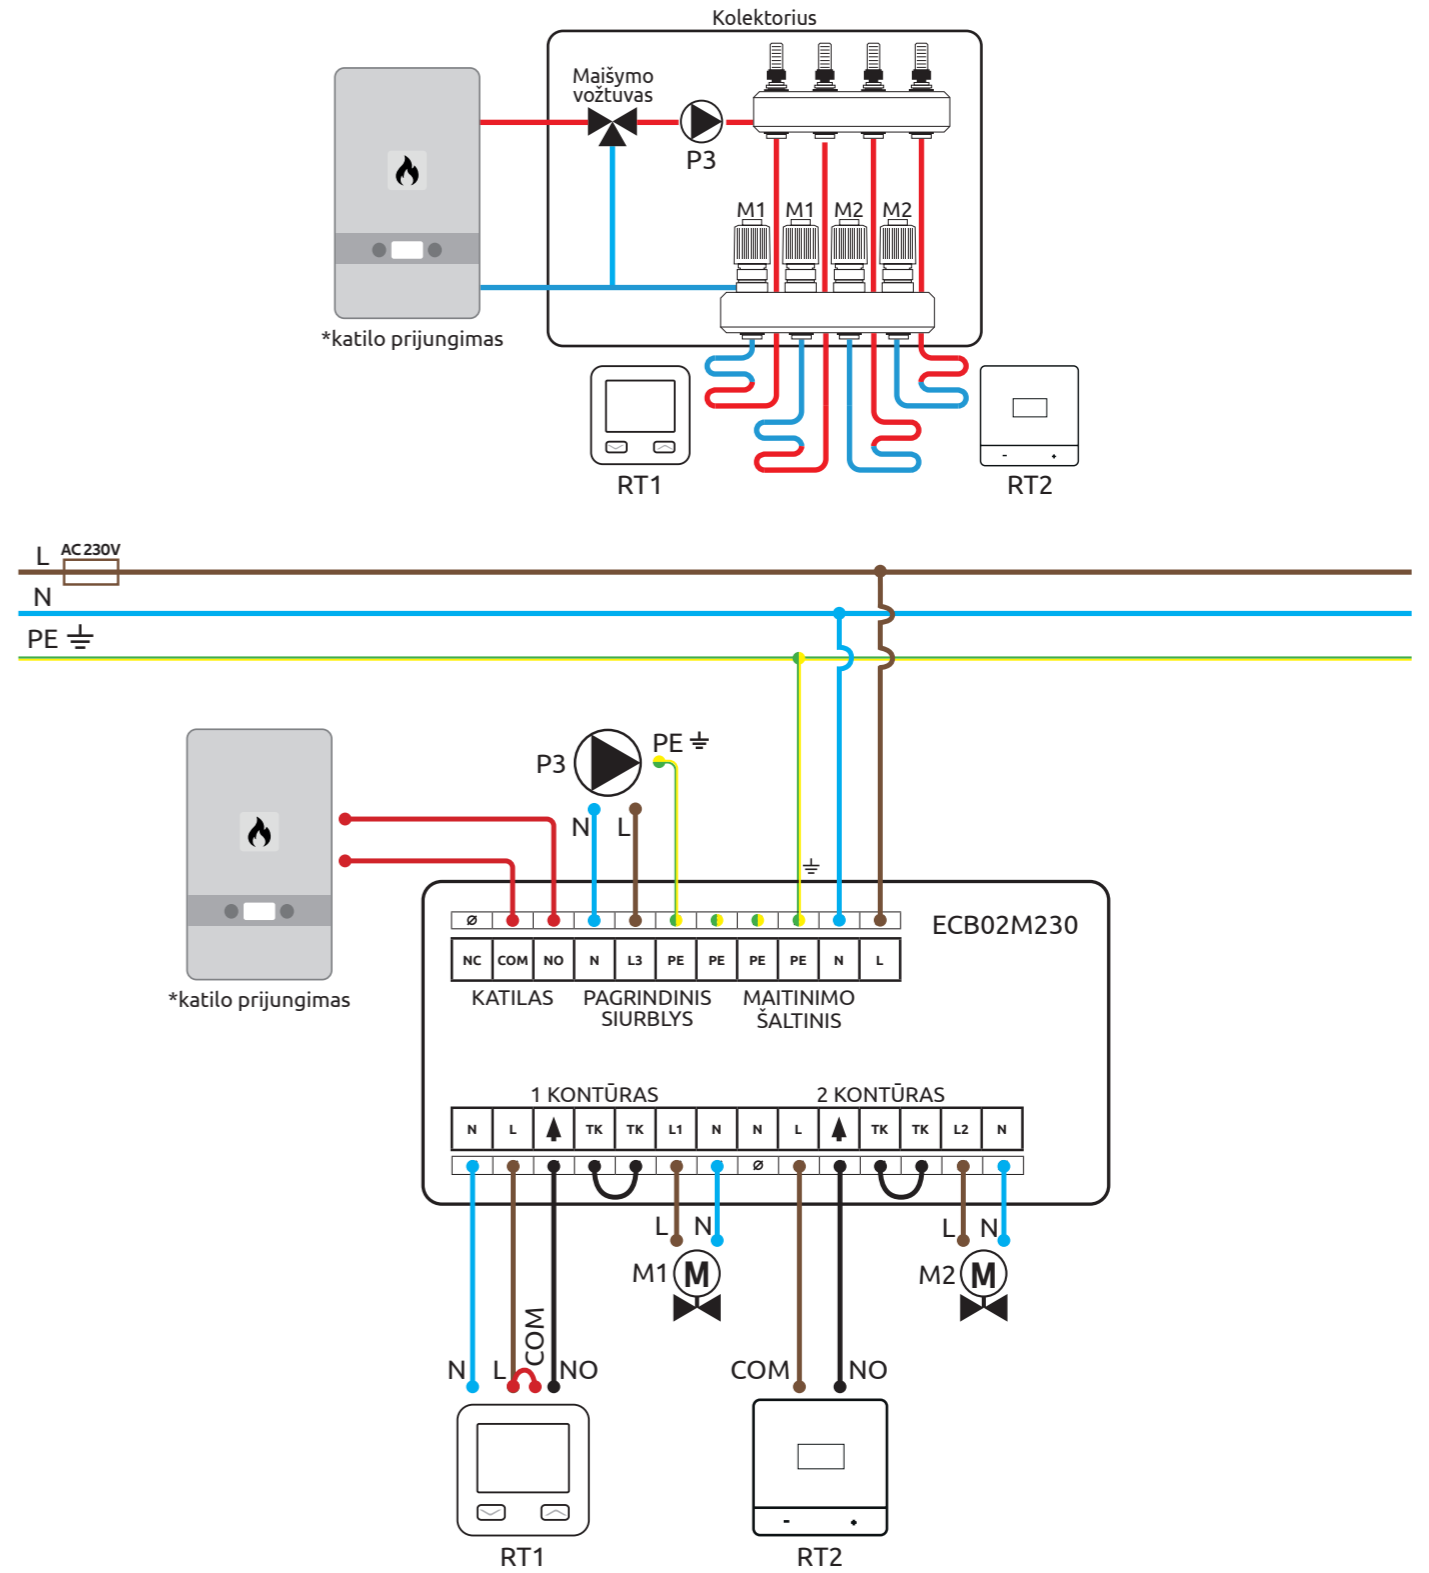 Kolektorius
Maišymo
vožtuvas
P3
M1 M1 M2 M2
*katilo prijungimas
RT1
RT2
L AC 230V
N
PE
P3
PE
N L
ECB02M230
Ø
NC COM NO N L3 PE PE PE PE N L
KATILAS
PAGRINDINIS
SIURBLYS
MAITINIMO
ŠALTINIS
*katilo prijungimas
1 KONTŪRAS
2 KONTŪRAS
N L TK TK L1 N N L TK TK L2 N
Ø
L N
L N
M1 M
M2 M
N L COM NO
COM NO
- +
RT1
RT2